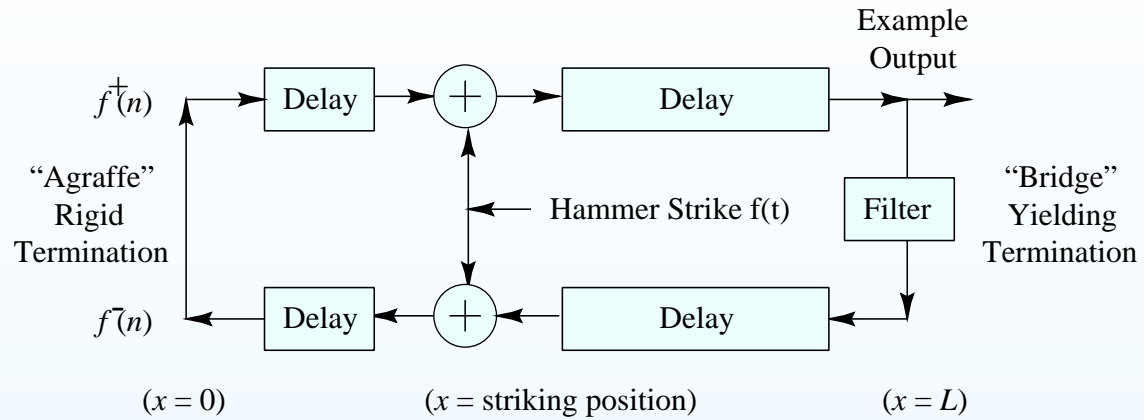 Example
Output
f⁺(n)
Delay
+
Delay
“Agraffe”
Rigid
Termination
Hammer Strike f(t)
Filter
“Bridge”
Yielding
Termination
f⁻(n)
Delay
+
Delay
(x = 0)
(x = striking position)
(x = L)